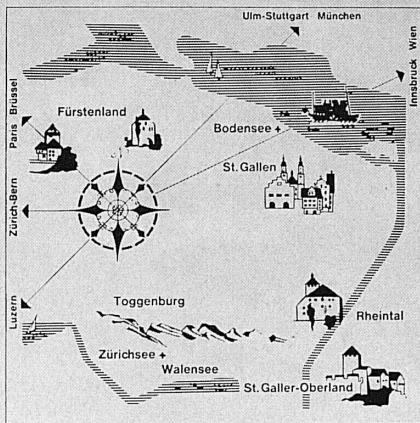 Ulm-Stuttgart München
Innsbruck Wien
Paris Brüssel
Fürstenland
Bodensee +
St. Gallen
Zürich-Bern
Luzern
Toggenburg
Rheintal
Zürichsee +
Walensee
St. Galler-Oberland